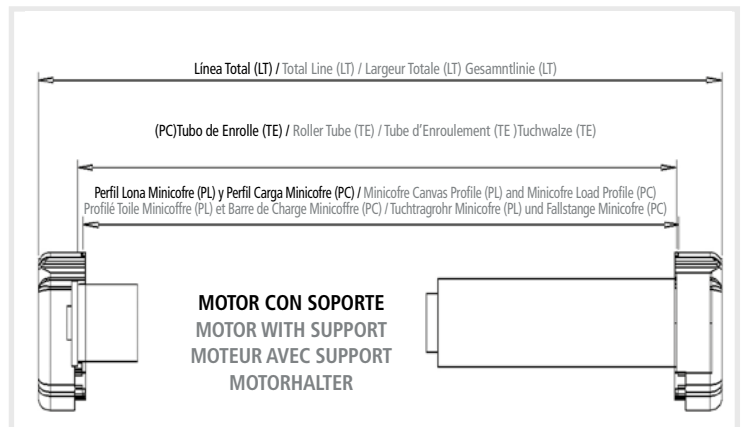 Línea Total (LT) / Total Line (LT) / Largeur Totale (LT) Gesamntlinie (LT)
(PC)Tubo de Enrolle (TE) / Roller Tube (TE) / Tube d'Enroulement (TE )Tuchwalze (TE)
Perfil Lona Minicofre (PL) y Perfil Carga Minicofre (PC) / Minicofre Canvas Profile (PL) and Minicofre Load Profile (PC)
Profilé Toile Minicoffre (PL) et Barre de Charge Minicoffre (PC) / Tuchtragrohr Minicofre (PL) und Fallstange Minicofre (PC)
MOTOR CON SOPORTE
MOTOR WITH SUPPORT
MOTEUR AVEC SUPPORT
MOTORHALTER